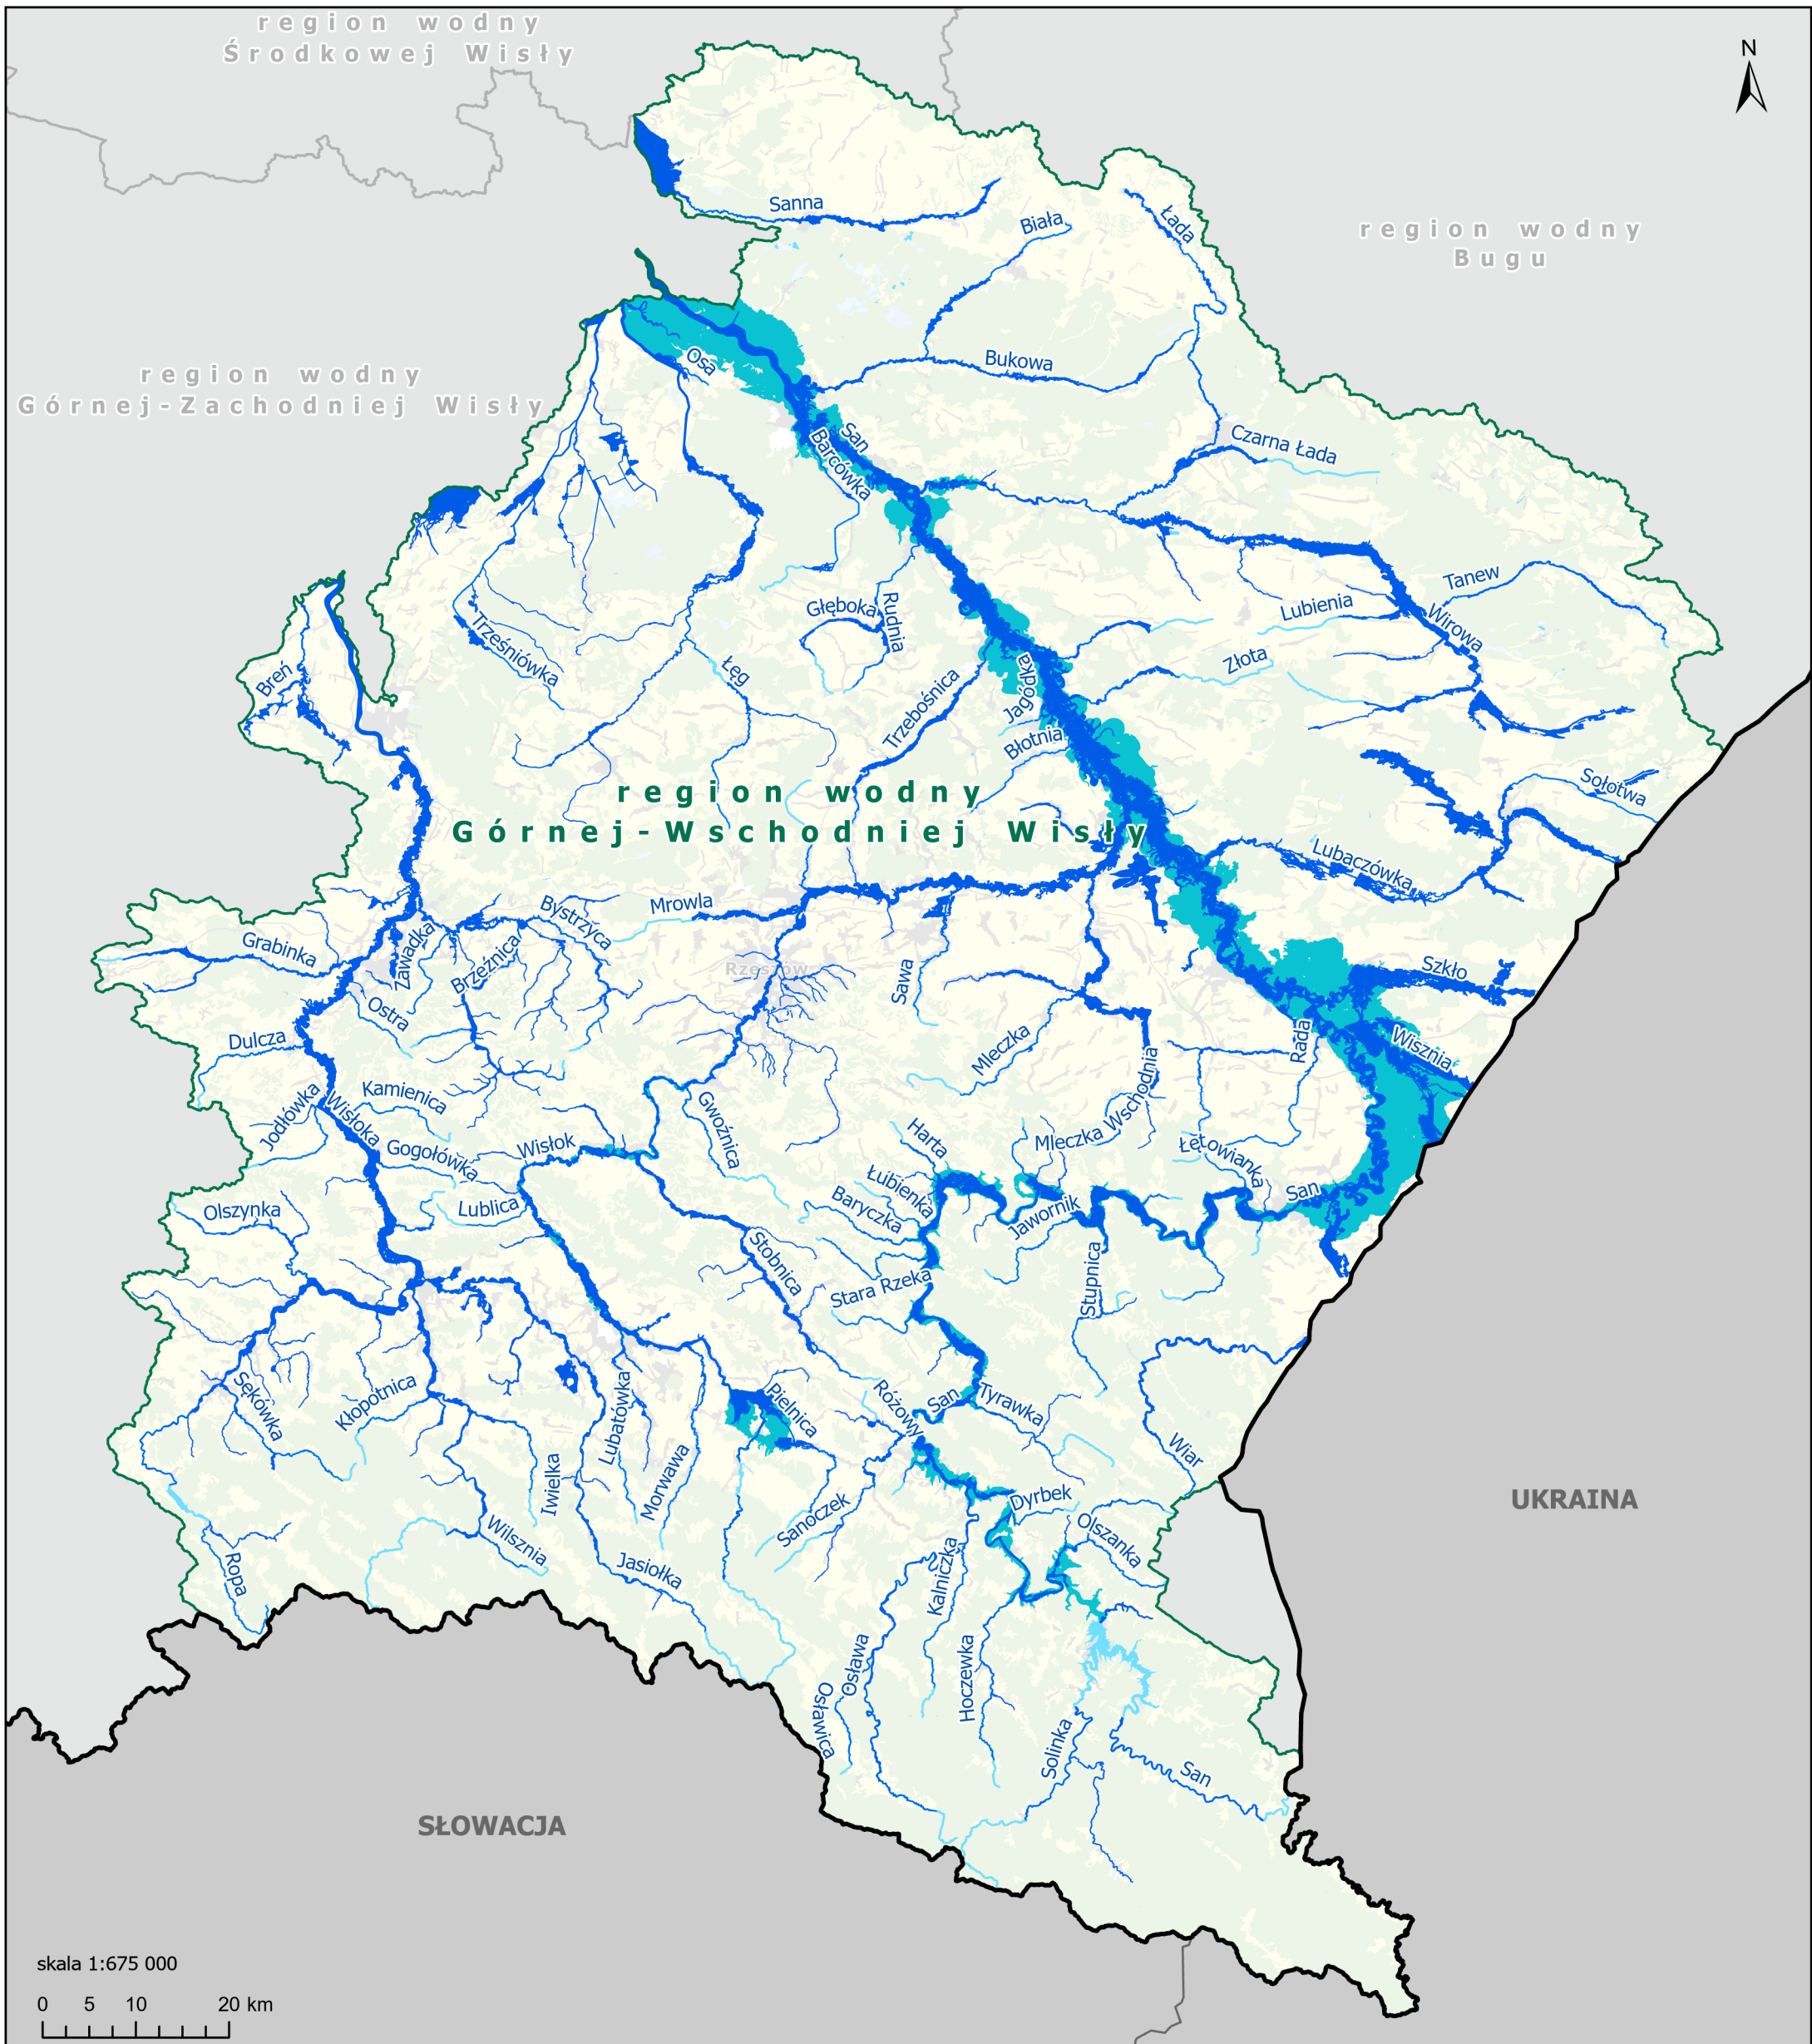 region wodny
Środkowej Wisły
N
Sanna
Biała
Łada
region wodny
Bugu
region wodny
Górnej-Zachodniej Wisły
Osa
Bukowa
San
Barcówka
Czarna Łada
Tanew
Głęboka
Rudnia
Lubienia
Wirowa
Trześniówka
Łęg
Złota
Breń
Jagódka
Trzebośnica
Błotnia
region wodny
Górnej-Wschodniej Wisły
Sołotwa
Lubaczówka
Mrowla
Bystrzyca
Grabinka
Zawadka
Brzeźnica
Rzeszów
Sawa
Szkło
Ostra
Dulcza
Mleczka
Rada
Wisznia
Kamienica
Jodłówka
Wisłoka
Gwoźnica
Mleczka Wschodnia
Gogołówka
Wisłok
Harta
Łętowianka
Łubienka
Olszynka
Lublica
Baryczka
Jawornik
San
Stobnica
Stara Rzeka
Stupnica
Sękówka
Kłopotnica
Lubatówka
Pielnica
Różowy
San
Tyrawka
Morwawa
Iwielka
Wiar
Sanoczek
Dyrbek
Olszanka
UKRAINA
Wilsznia
Ropa
Jasiołka
Kalniczka
Osława
Osławica
Hoczewka
Solinka
San
SŁOWACJA
skala 1:675 000
0 5 10 20 km